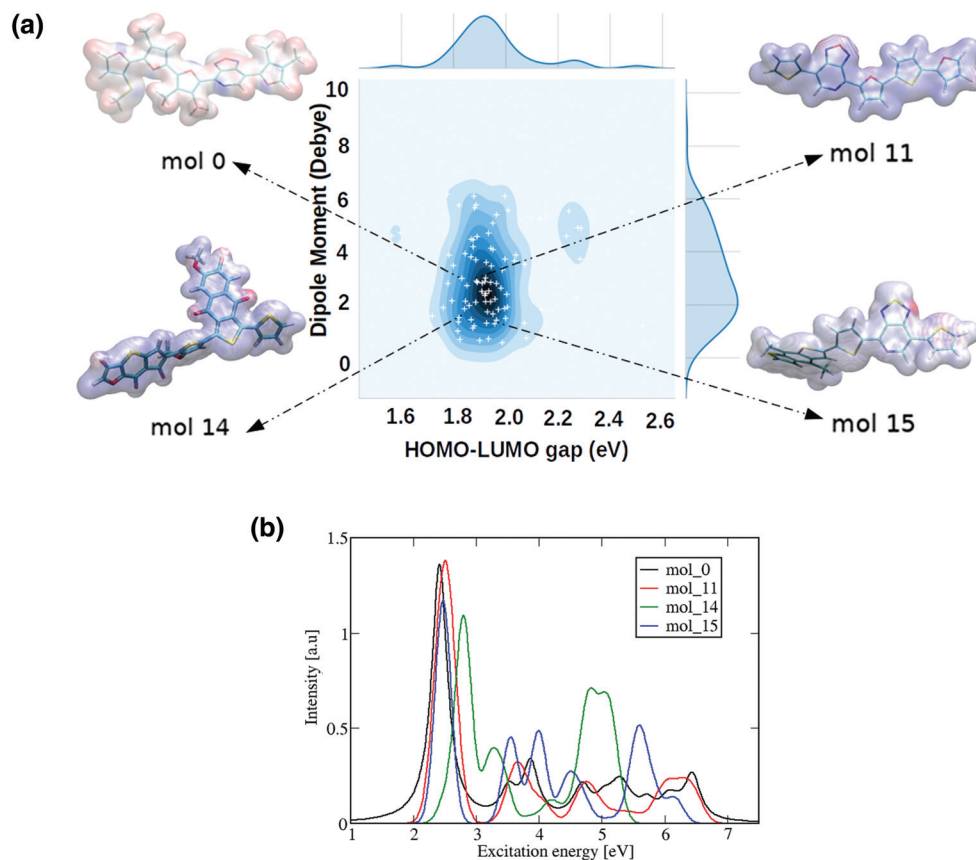 (a)
mol 0
mol 11
mol 14
mol 15
Dipole Moment (Debye)
10
8
6
4
2
0
1.6 1.8 2.0 2.2 2.4 2.6
HOMO-LUMO gap (eV)
(b)
Intensity [a.u]
1.5
1
0.5
0
mol_0
mol_11
mol_14
mol_15
1 2 3 4 5 6 7
Excitation energy [eV]